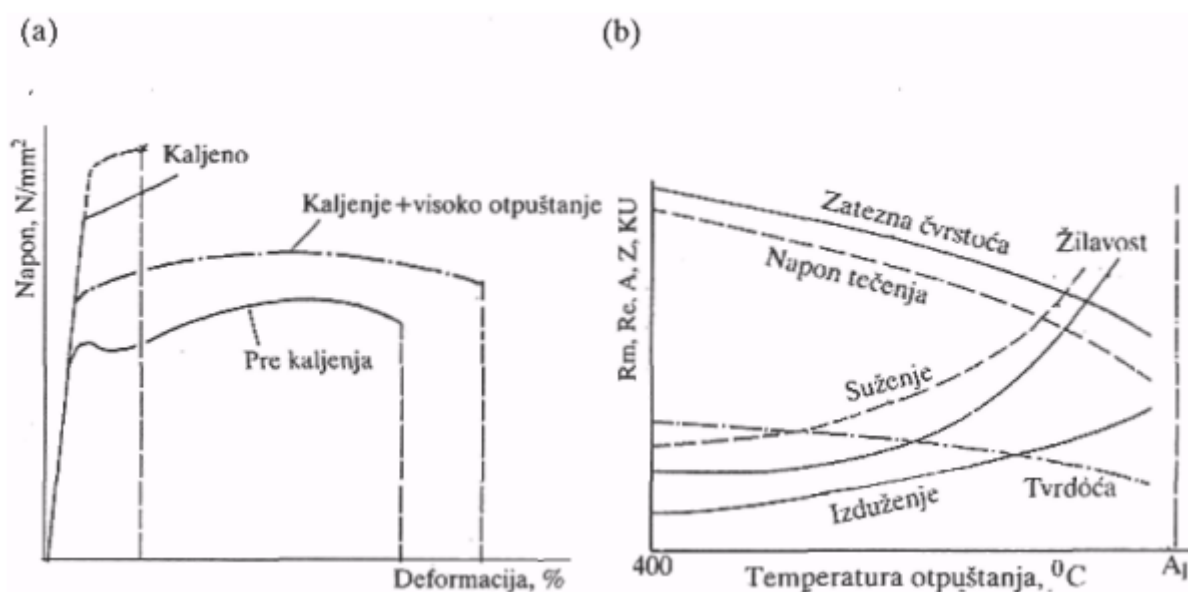 (a)
Napon, N/mm²
Kaljeno
Kaljenje+visoko otpuštanje
Pre kaljenja
Deformacija, %
(b)
Rm, Re, A, Z, KU
Zatezna čvrstoća
Žilavost
Napon tečenja
Suženje
Izduženje
Tvrdoća
400
Temperatura otpuštanja, ⁰C
A₁